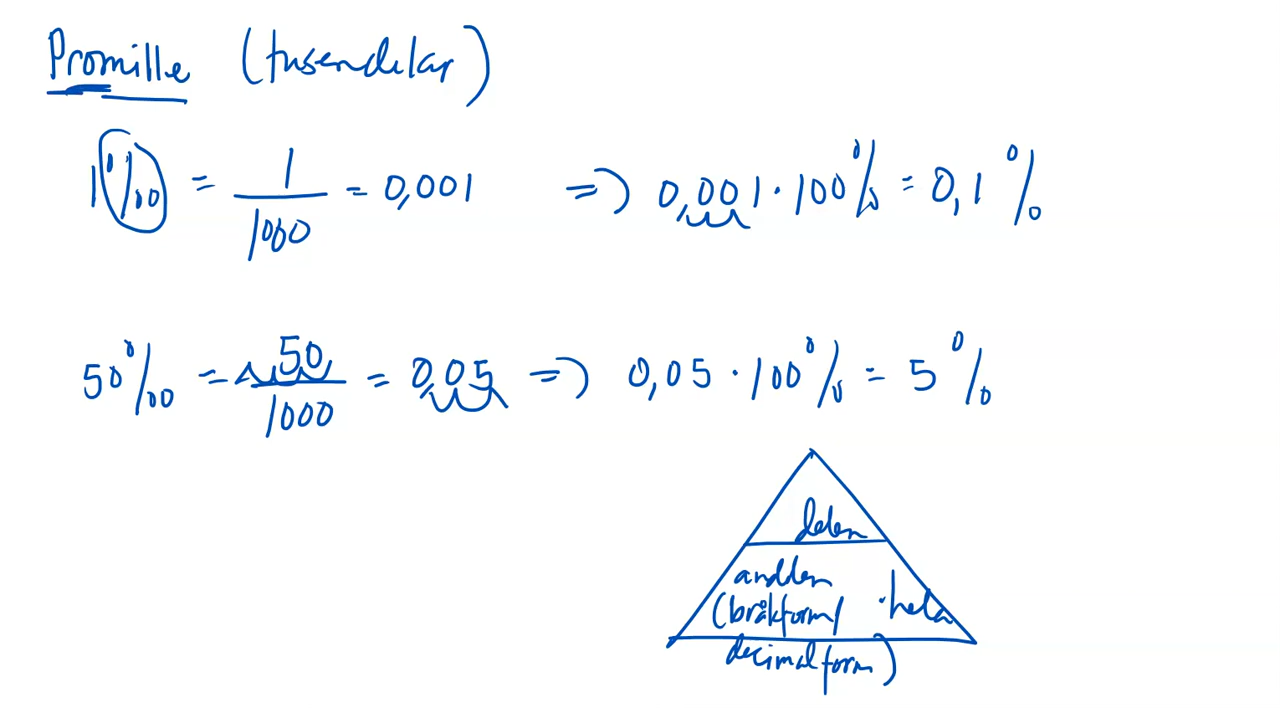 Promille (tusendelar)
1‰ = 1/1000 = 0,001 => 0,001 · 100% = 0,1 %
50‰ = 50/1000 = 0,05 => 0,05 · 100% = 5 %
delen
andelen · hela
(bråkform/
decimalform)